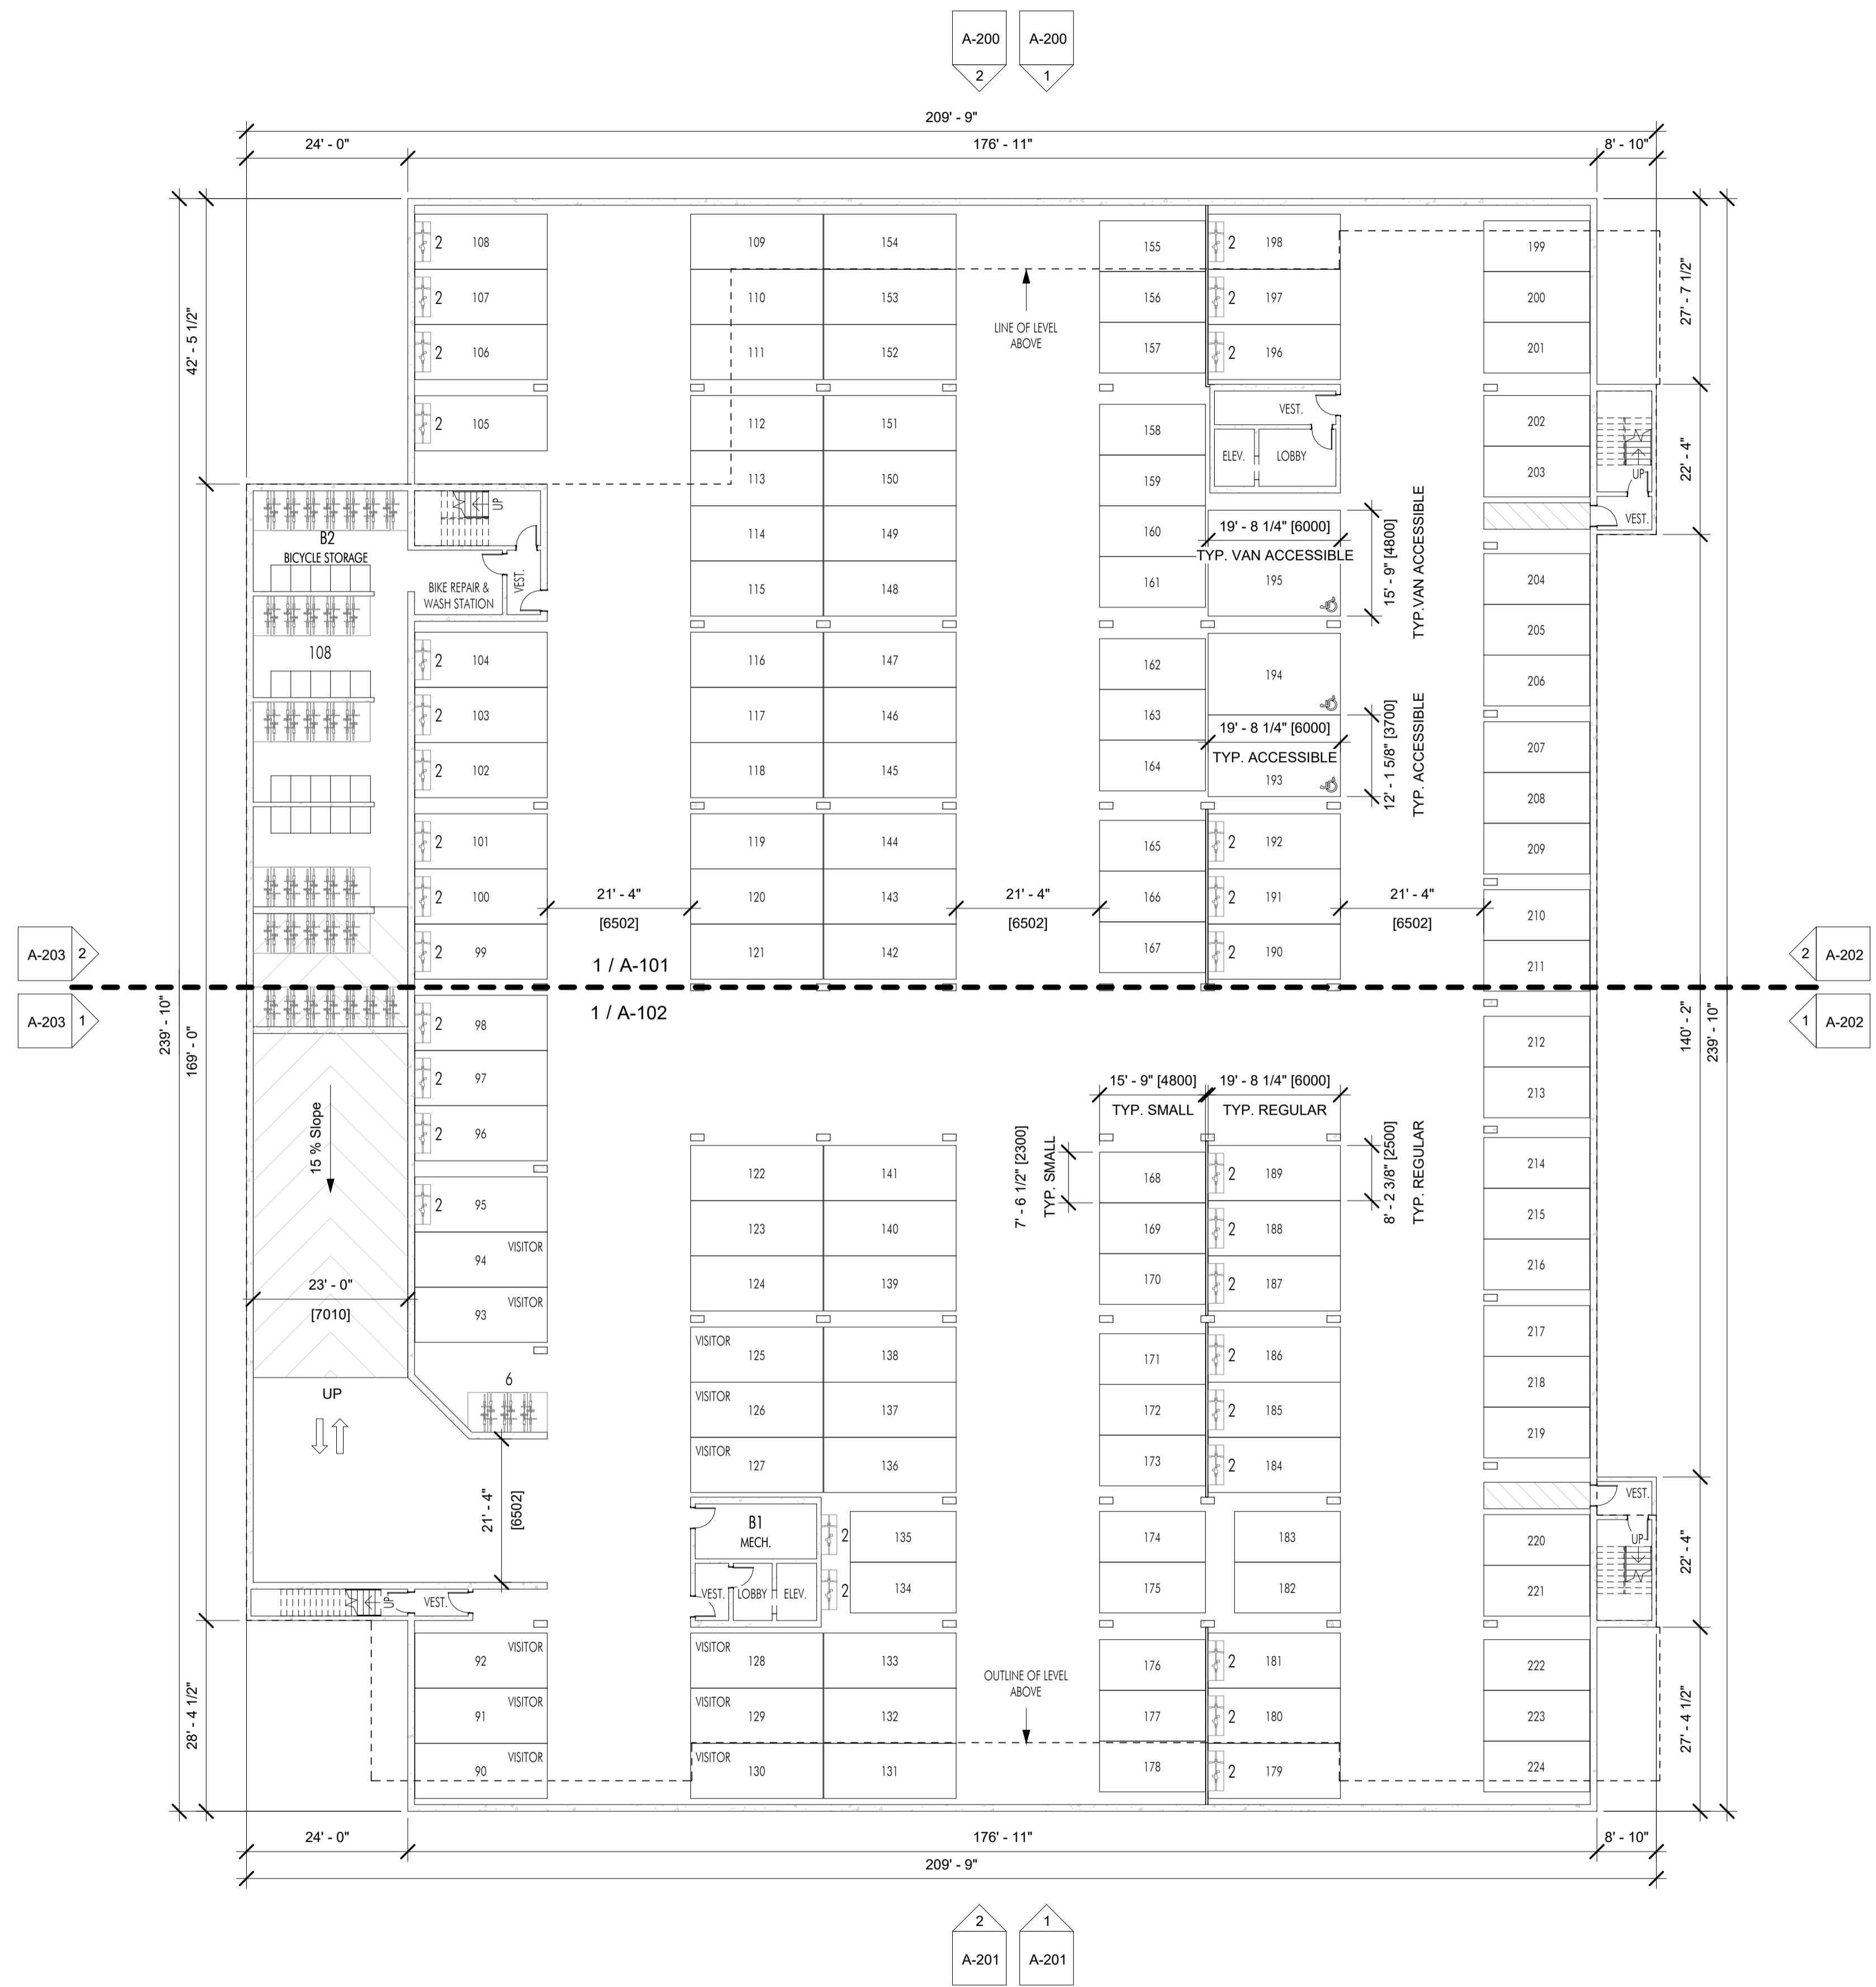 A-200 A-200
2 1
209' - 9"
24' - 0" 176' - 11" 8' - 10"
108 2
107 2
106 2
105 2
42' - 5 1/2"
109 154
110 153
111 152
112 151
113 150
114 149
115 148
116 147
117 146
118 145
119 144
120 143
121 142
LINE OF LEVEL
ABOVE
155
156
157
158
159
160
161
162
163
164
165
166
167
2 198
2 197
2 196
VEST.
ELEV. LOBBY
19' - 8 1/4" [6000]
TYP. VAN ACCESSIBLE
195
15' - 9" [4800]
TYP.VAN ACCESSIBLE
194
19' - 8 1/4" [6000]
TYP. ACCESSIBLE
193
12' - 1 5/8" [3700]
TYP. ACCESSIBLE
2 192
2 191
2 190
199
200
201
202
203
204
205
206
207
208
209
210
211
27' - 7 1/2"
22' - 4"
UP
VEST.
B2
BICYCLE STORAGE
108
UP
VEST.
BIKE REPAIR &
WASH STATION
2 104
2 103
2 102
2 101
2 100
2 99
21' - 4"
[6502]
21' - 4"
[6502]
21' - 4"
[6502]
1 / A-101
1 / A-102
A-203 2
A-203 1
2 A-202
1 A-202
239' - 10"
169' - 0"
140' - 2"
239' - 10"
2 98
2 97
2 96
2 95
94 VISITOR
93 VISITOR
15 % Slope
23' - 0"
[7010]
UP
6
21' - 4"
[6502]
UP
VEST.
92 VISITOR
91 VISITOR
90 VISITOR
28' - 4 1/2"
122 141
123 140
124 139
VISITOR 125 138
VISITOR 126 137
VISITOR 127 136
B1
MECH.
VEST. LOBBY ELEV.
2 135
2 134
VISITOR 128 133
VISITOR 129 132
VISITOR 130 131
OUTLINE OF LEVEL
ABOVE
15' - 9" [4800] 19' - 8 1/4" [6000]
TYP. SMALL TYP. REGULAR
7' - 6 1/2" [2300]
TYP. SMALL
8' - 2 3/8" [2500]
TYP. REGULAR
168 2 189
169 2 188
170 2 187
171 2 186
172 2 185
173 2 184
174 183
175 182
176 2 181
177 2 180
178 2 179
212
213
214
215
216
217
218
219
220
221
222
223
224
VEST.
UP
22' - 4"
27' - 4 1/2"
24' - 0" 176' - 11" 8' - 10"
209' - 9"
2 1
A-201 A-201